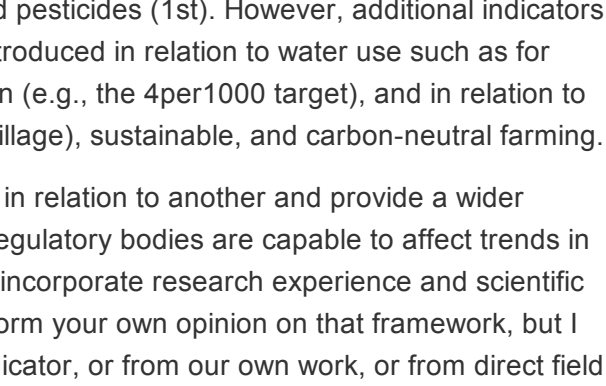 d pesticides (1st). However, additional indicators
troduced in relation to water use such as for
n (e.g., the 4per1000 target), and in relation to
illage), sustainable, and carbon-neutral farming.
in relation to another and provide a wider
egulatory bodies are capable to affect trends in
incorporate research experience and scientific
orm your own opinion on that framework, but I
icator, or from our own work, or from direct field